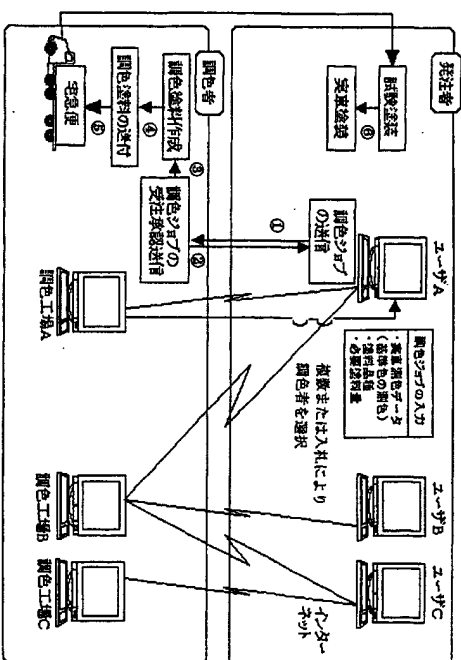 発注者
ユーザA
ユーザB
ユーザC
調色ジョブの入力
・実車測色データ
(基準色の測色)
・塗料品種
・必要塗料量
試験塗装
⑥
実車塗装
調色ジョブ
の送信
①
②
複数または入札により
調色者を選択
インター
ネット
調色者
調色ジョブの
受注承認送信
③
調色塗料作成
④
調色塗料の送付
⑤
宅急便
調色工場A
調色工場B
調色工場C